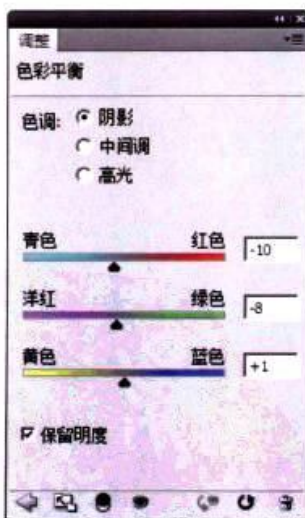 调整
色彩平衡
色调: 阴影
中间调
高光
青色 红色 -10
洋红 绿色 -8
黄色 蓝色 +1
保留明度